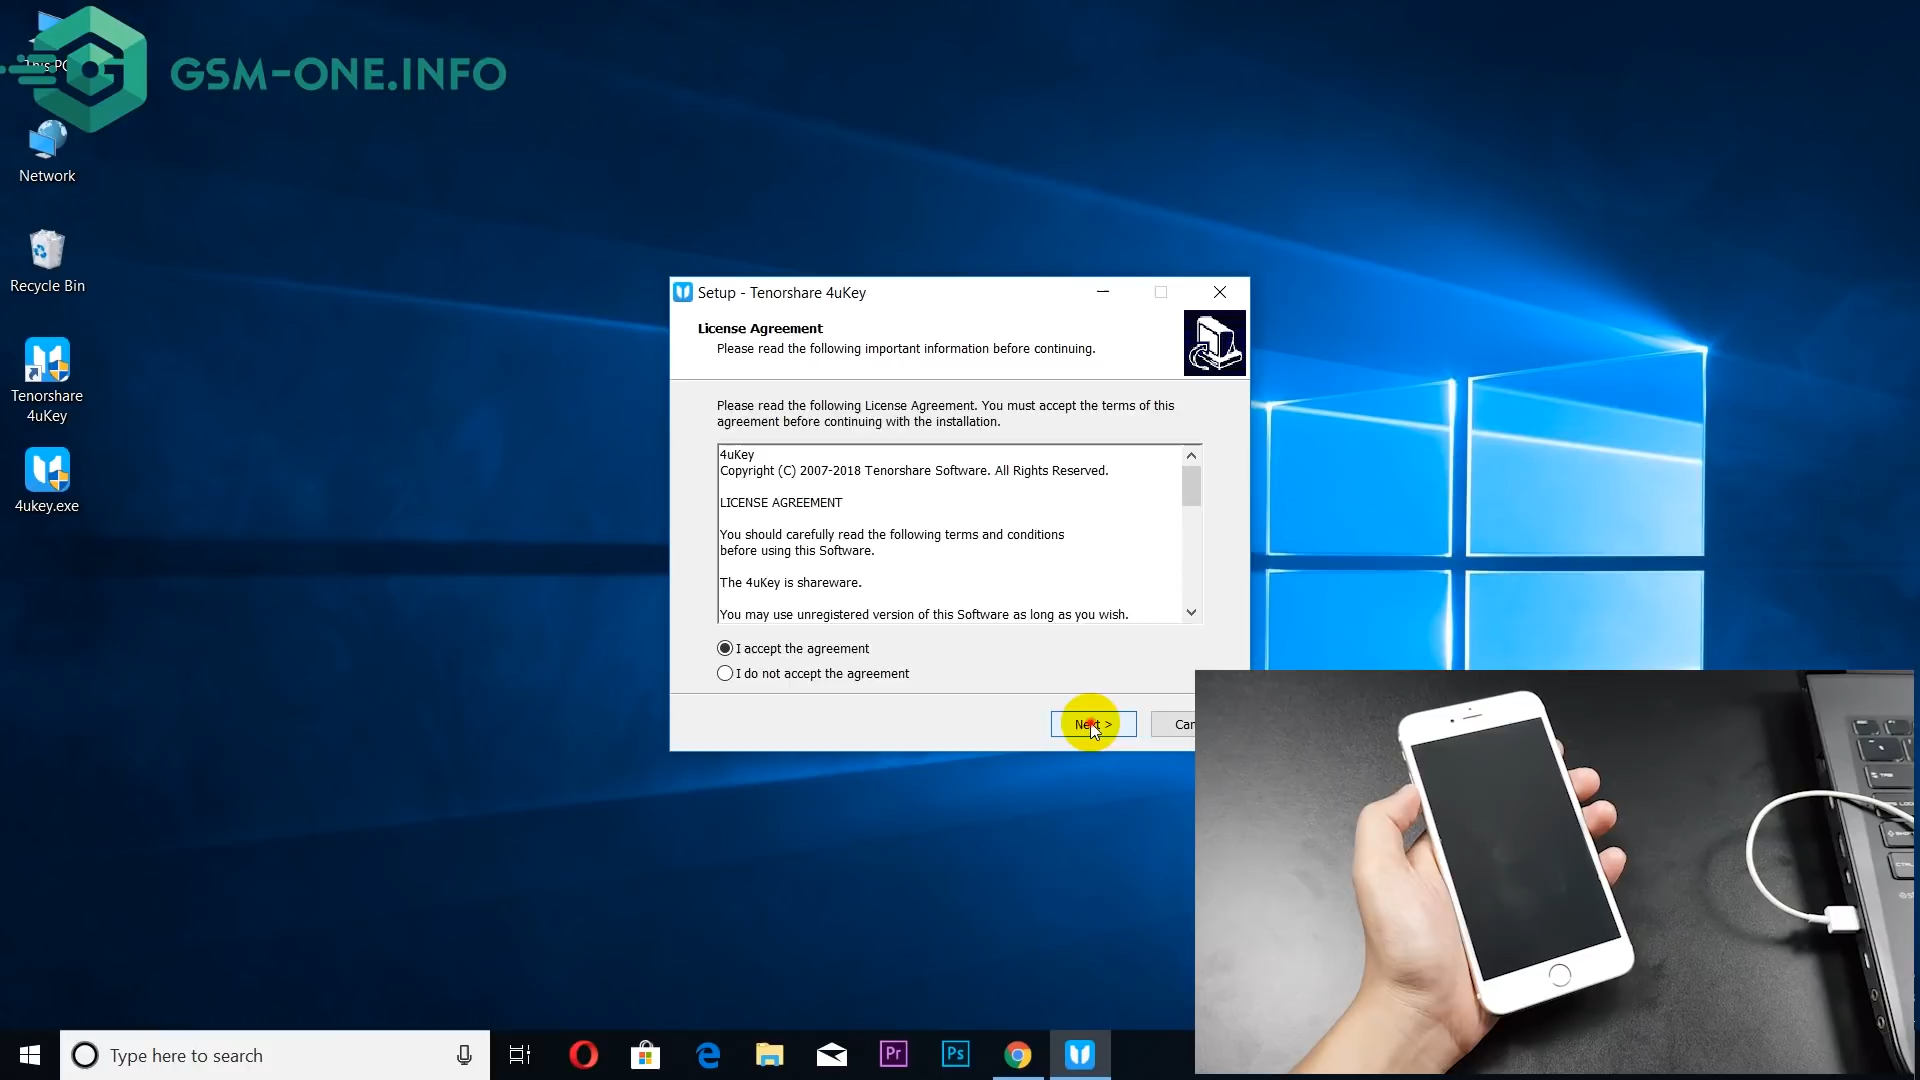 This PC
GSM-ONE.INFO
Network
Recycle Bin
Tenorshare
4uKey
4ukey.exe
Setup - Tenorshare 4uKey
License Agreement
Please read the following important information before continuing.
Please read the following License Agreement. You must accept the terms of this
agreement before continuing with the installation.
4uKey
Copyright (C) 2007-2018 Tenorshare Software. All Rights Reserved.
LICENSE AGREEMENT
You should carefully read the following terms and conditions
before using this Software.
The 4uKey is shareware.
You may use unregistered version of this Software as long as you wish.
I accept the agreement
I do not accept the agreement
Next >
Can
Type here to search
Pr
Ps